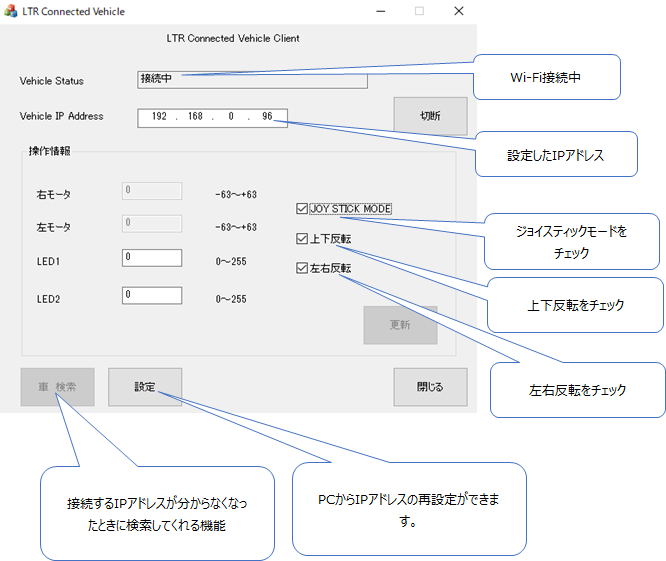 LTR Connected Vehicle
LTR Connected Vehicle Client
Vehicle Status
接続中
Wi-Fi接続中
Vehicle IP Address
192 . 168 . 0 . 96
切断
設定したIPアドレス
操作情報
右モータ
0
-63～+63
JOY STICK MODE
ジョイスティックモードを
チェック
左モータ
0
-63～+63
上下反転
LED1
0
0～255
左右反転
上下反転をチェック
LED2
0
0～255
更新
車 検索
設定
閉じる
左右反転をチェック
接続するIPアドレスが分からなくなっ
たときに検索してくれる機能
PCからIPアドレスの再設定ができま
す。